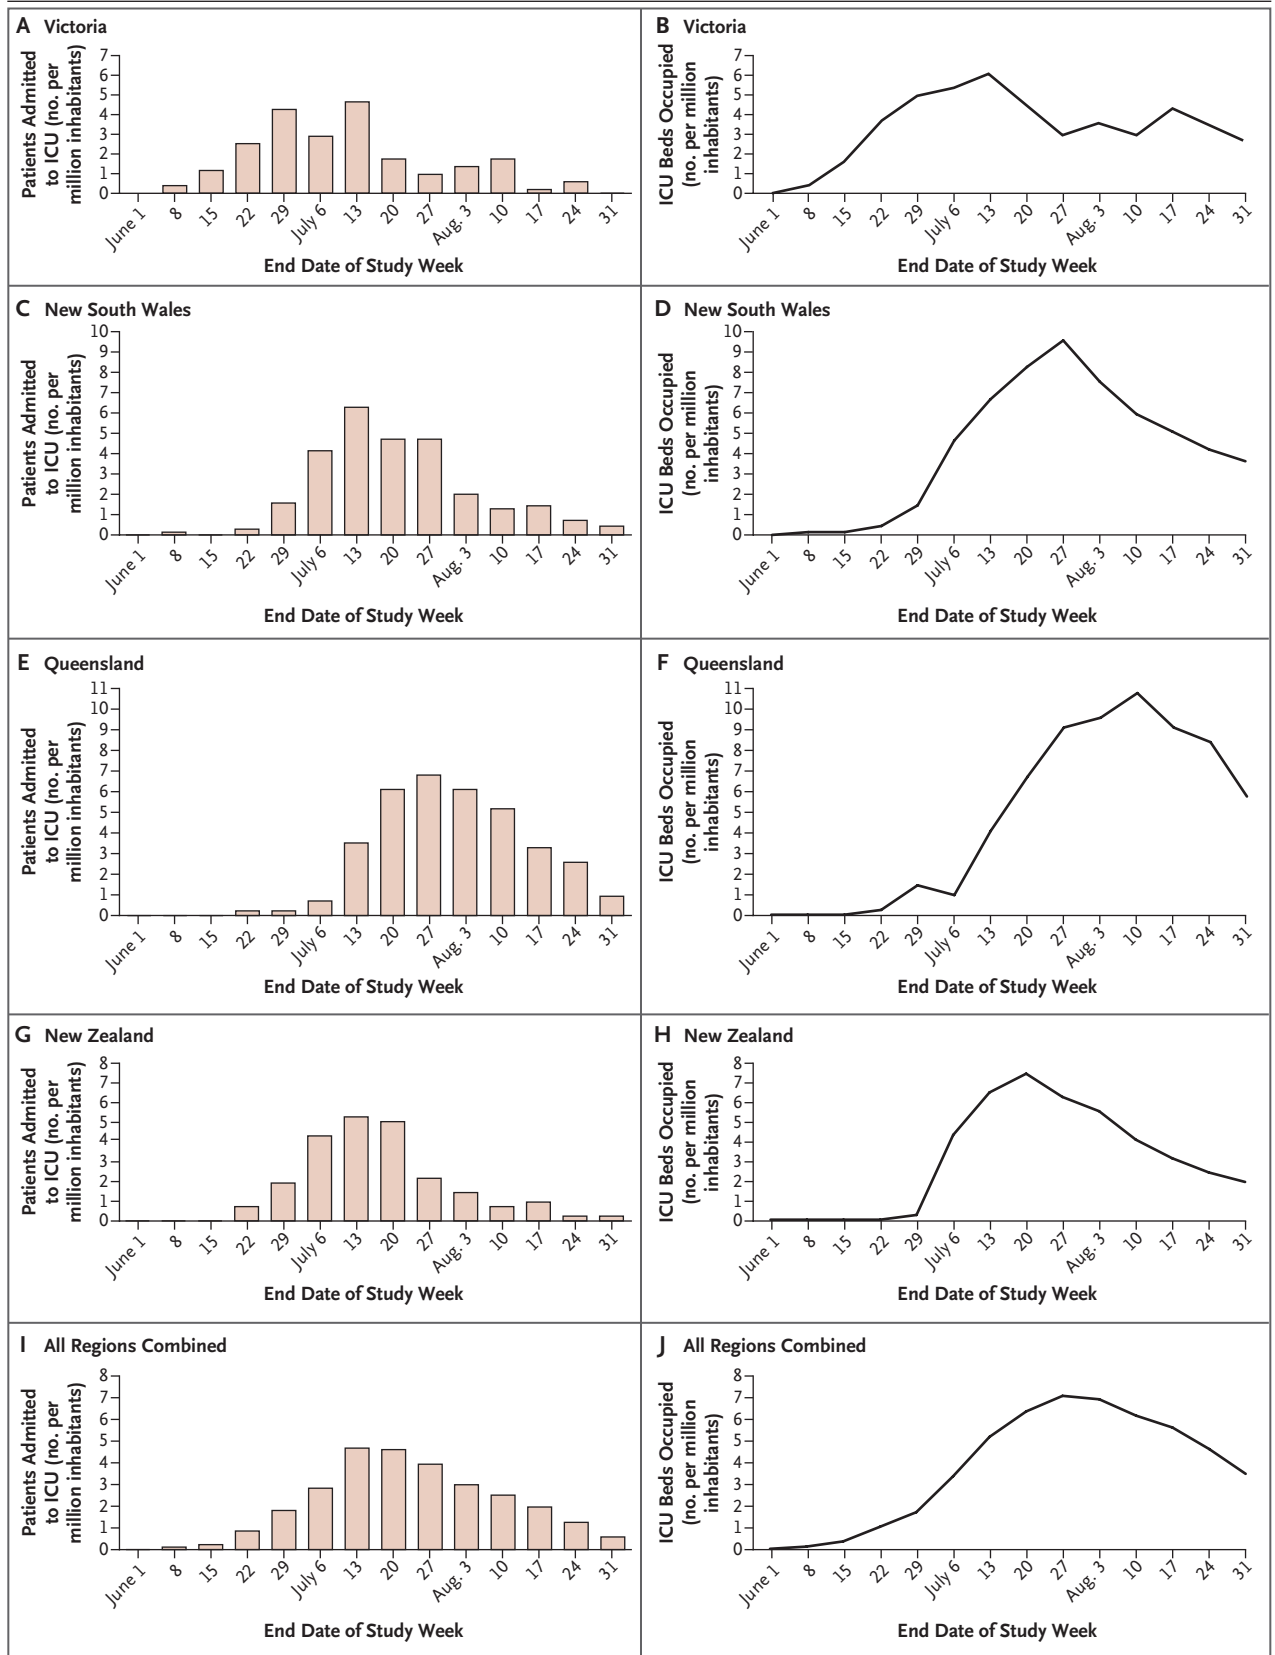 A Victoria
Patients Admitted
to ICU (no. per
million inhabitants)
7
6
5
4
3
2
1
0
June 1 8 15 22 29 July 6 13 20 27 Aug. 3 10 17 24 31
End Date of Study Week
B Victoria
ICU Beds Occupied
(no. per million
inhabitants)
7
6
5
4
3
2
1
0
June 1 8 15 22 29 July 6 13 20 27 Aug. 3 10 17 24 31
End Date of Study Week
C New South Wales
Patients Admitted
to ICU (no. per
million inhabitants)
10
9
8
7
6
5
4
3
2
1
0
June 1 8 15 22 29 July 6 13 20 27 Aug. 3 10 17 24 31
End Date of Study Week
D New South Wales
ICU Beds Occupied
(no. per million
inhabitants)
10
9
8
7
6
5
4
3
2
1
0
June 1 8 15 22 29 July 6 13 20 27 Aug. 3 10 17 24 31
End Date of Study Week
E Queensland
Patients Admitted
to ICU (no. per
million inhabitants)
11
10
9
8
7
6
5
4
3
2
1
0
June 1 8 15 22 29 July 6 13 20 27 Aug. 3 10 17 24 31
End Date of Study Week
F Queensland
ICU Beds Occupied
(no. per million
inhabitants)
11
10
9
8
7
6
5
4
3
2
1
0
June 1 8 15 22 29 July 6 13 20 27 Aug. 3 10 17 24 31
End Date of Study Week
G New Zealand
Patients Admitted
to ICU (no. per
million inhabitants)
8
7
6
5
4
3
2
1
0
June 1 8 15 22 29 July 6 13 20 27 Aug. 3 10 17 24 31
End Date of Study Week
H New Zealand
ICU Beds Occupied
(no. per million
inhabitants)
8
7
6
5
4
3
2
1
0
June 1 8 15 22 29 July 6 13 20 27 Aug. 3 10 17 24 31
End Date of Study Week
I All Regions Combined
Patients Admitted
to ICU (no. per
million inhabitants)
8
7
6
5
4
3
2
1
0
June 1 8 15 22 29 July 6 13 20 27 Aug. 3 10 17 24 31
End Date of Study Week
J All Regions Combined
ICU Beds Occupied
(no. per million
inhabitants)
8
7
6
5
4
3
2
1
0
June 1 8 15 22 29 July 6 13 20 27 Aug. 3 10 17 24 31
End Date of Study Week